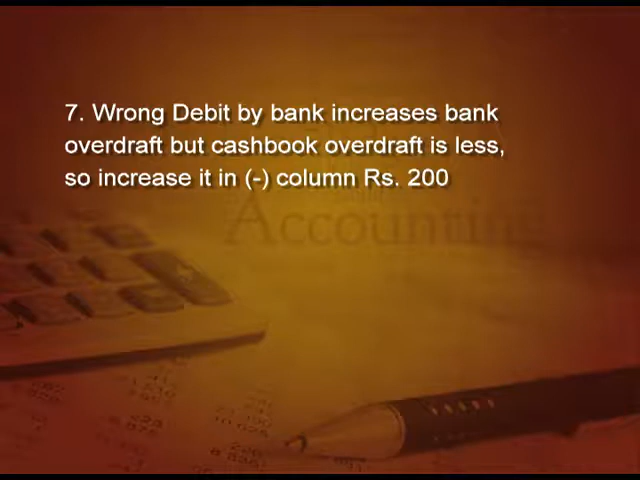 7. Wrong Debit by bank increases bank
overdraft but cashbook overdraft is less,
so increase it in (-) column Rs. 200
Accounting